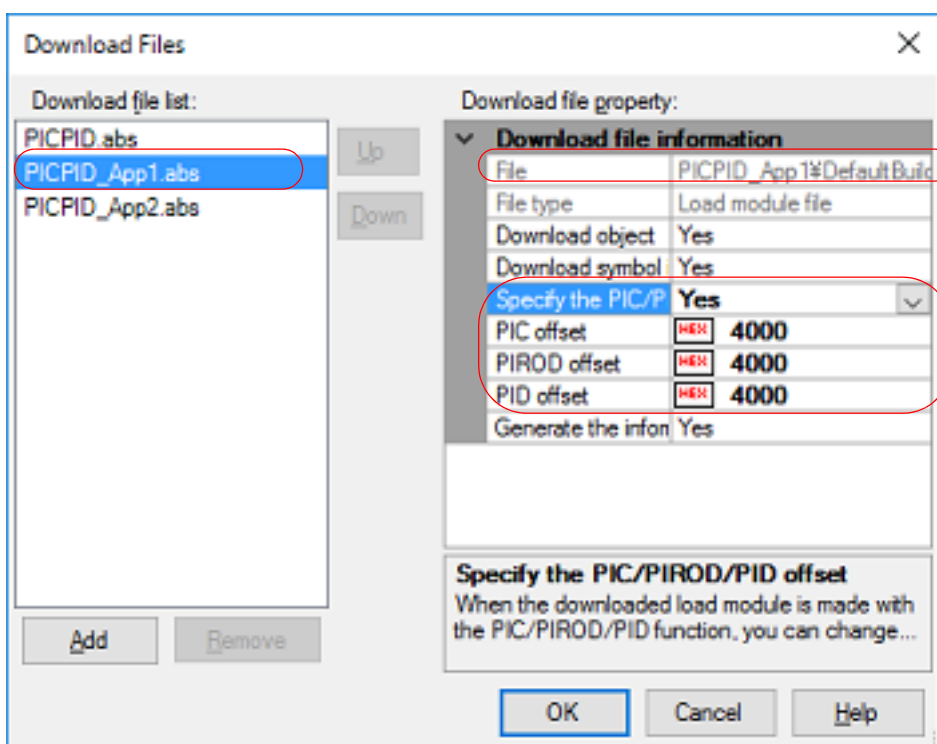 Download Files
Download file list:
PICPID.abs
PICPID_App1.abs
PICPID_App2.abs
Up
Down
Add
Remove
Download file property:
Download file information
File PICPID_App1¥DefaultBuild
File type Load module file
Download object Yes
Download symbol Yes
Specify the PIC/P Yes
PIC offset HEX 4000
PIROD offset HEX 4000
PID offset HEX 4000
Generate the infor Yes
Specify the PIC/PIROD/PID offset
When the downloaded load module is made with
the PIC/PIROD/PID function, you can change...
OK Cancel Help